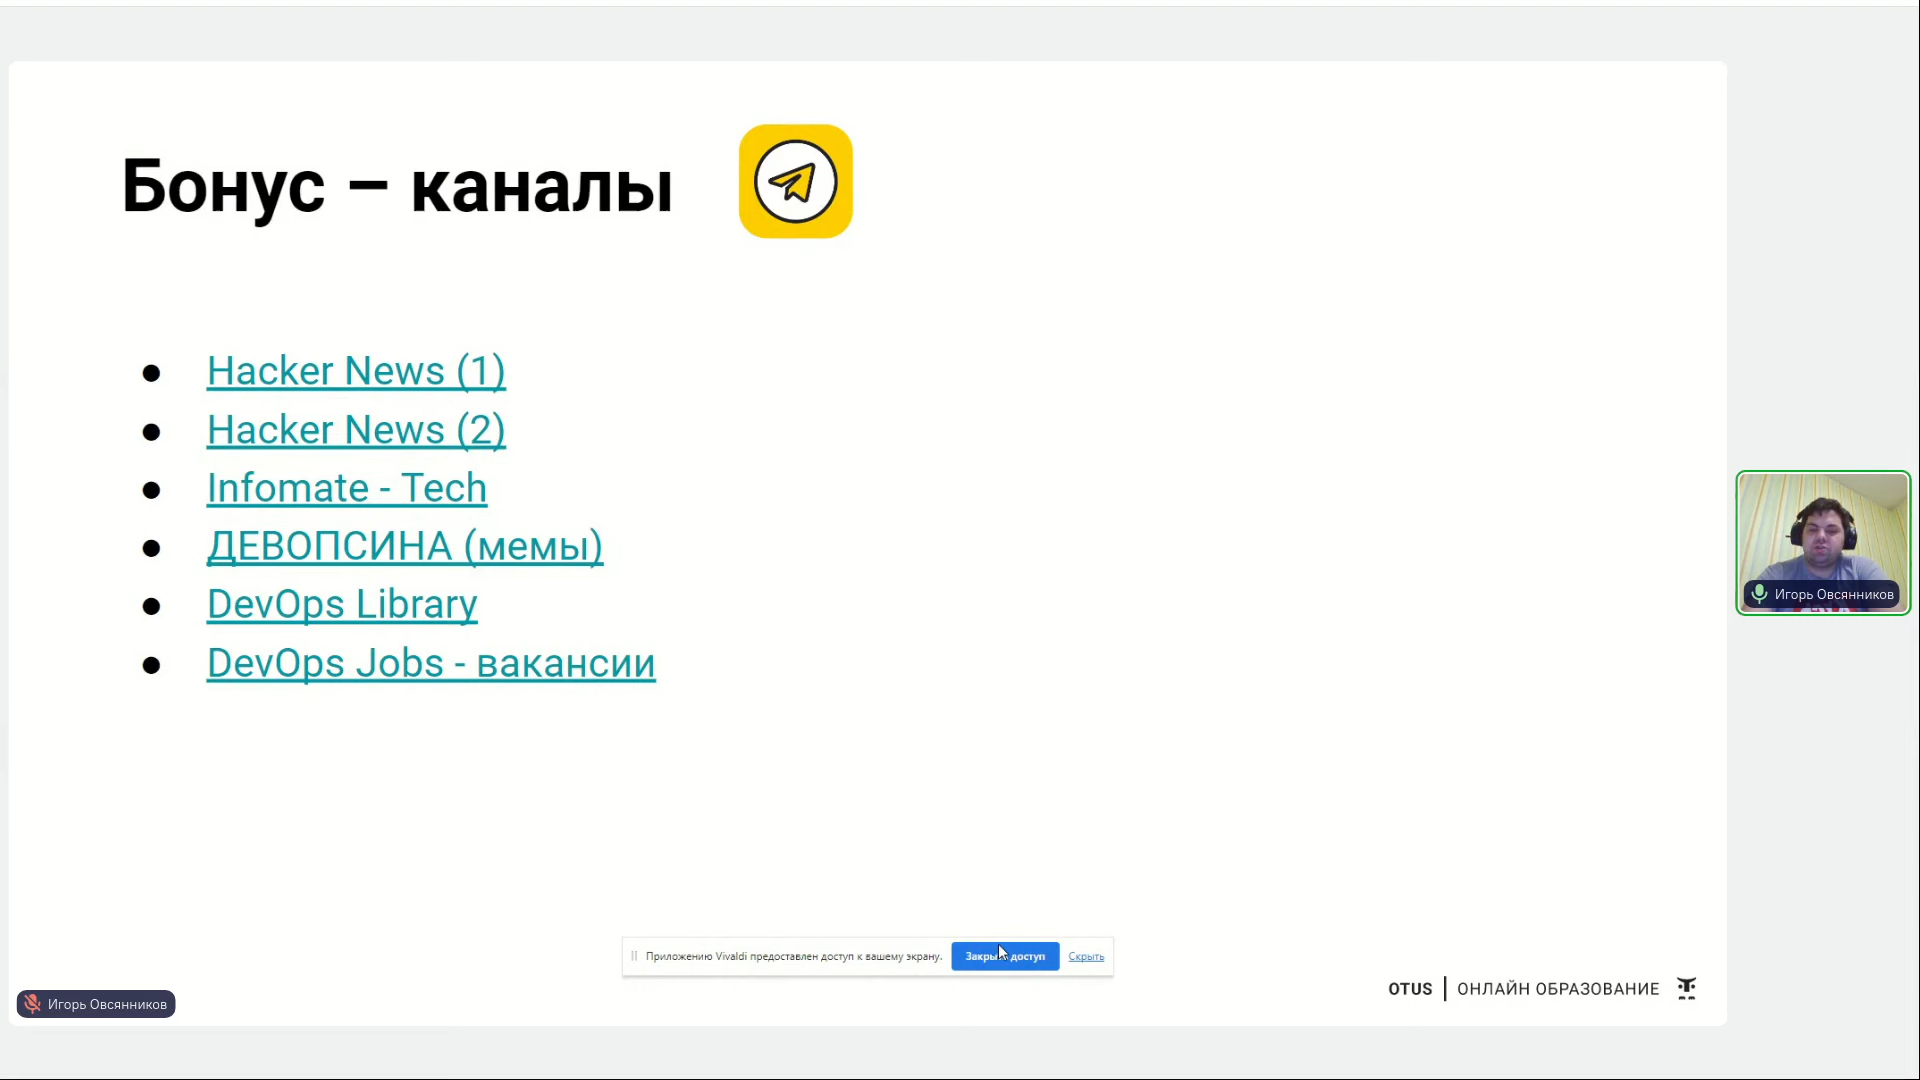 Бонус – каналы
Hacker News (1)
Hacker News (2)
Infomate - Tech
ДЕВОПСИНА (мемы)
DevOps Library
DevOps Jobs - вакансии
Игорь Овсянников
Приложению Vivaldi предоставлен доступ к вашему экрану.
Закрыть доступ
Скрыть
OTUS | ОНЛАЙН ОБРАЗОВАНИЕ
Игорь Овсянников